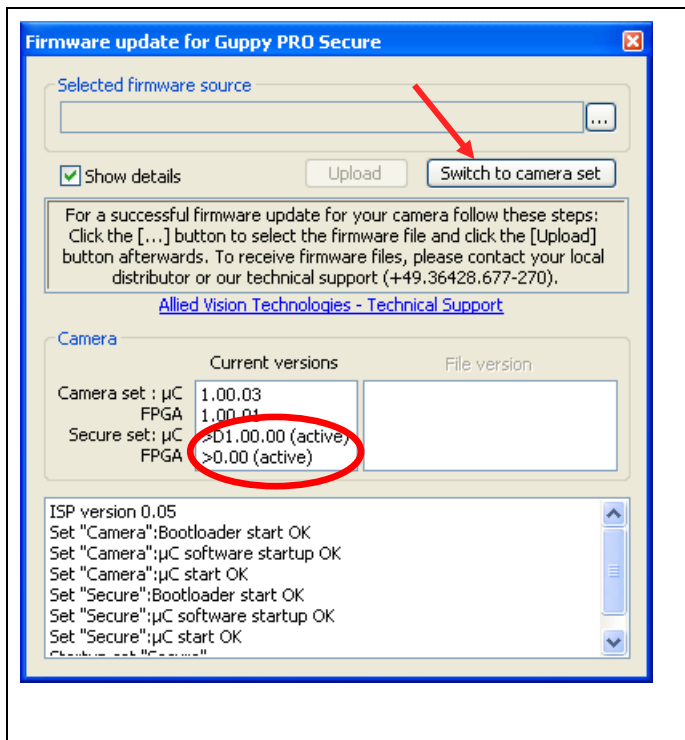 Firmware update for Guppy PRO Secure
Selected firmware source
...
Show details
Upload
Switch to camera set
For a successful firmware update for your camera follow these steps:
Click the [...] button to select the firmware file and click the [Upload]
button afterwards. To receive firmware files, please contact your local
distributor or our technical support (+49.36428.677-270).
Allied Vision Technologies - Technical Support
Camera
Current versions
File version
Camera set : µC 1.00.03
FPGA 1.00.01
Secure set: µC >D1.00.00 (active)
FPGA >0.00 (active)
ISP version 0.05
Set "Camera":Bootloader start OK
Set "Camera":µC software startup OK
Set "Camera":µC start OK
Set "Secure":Bootloader start OK
Set "Secure":µC software startup OK
Set "Secure":µC start OK
Startup set "Secure"